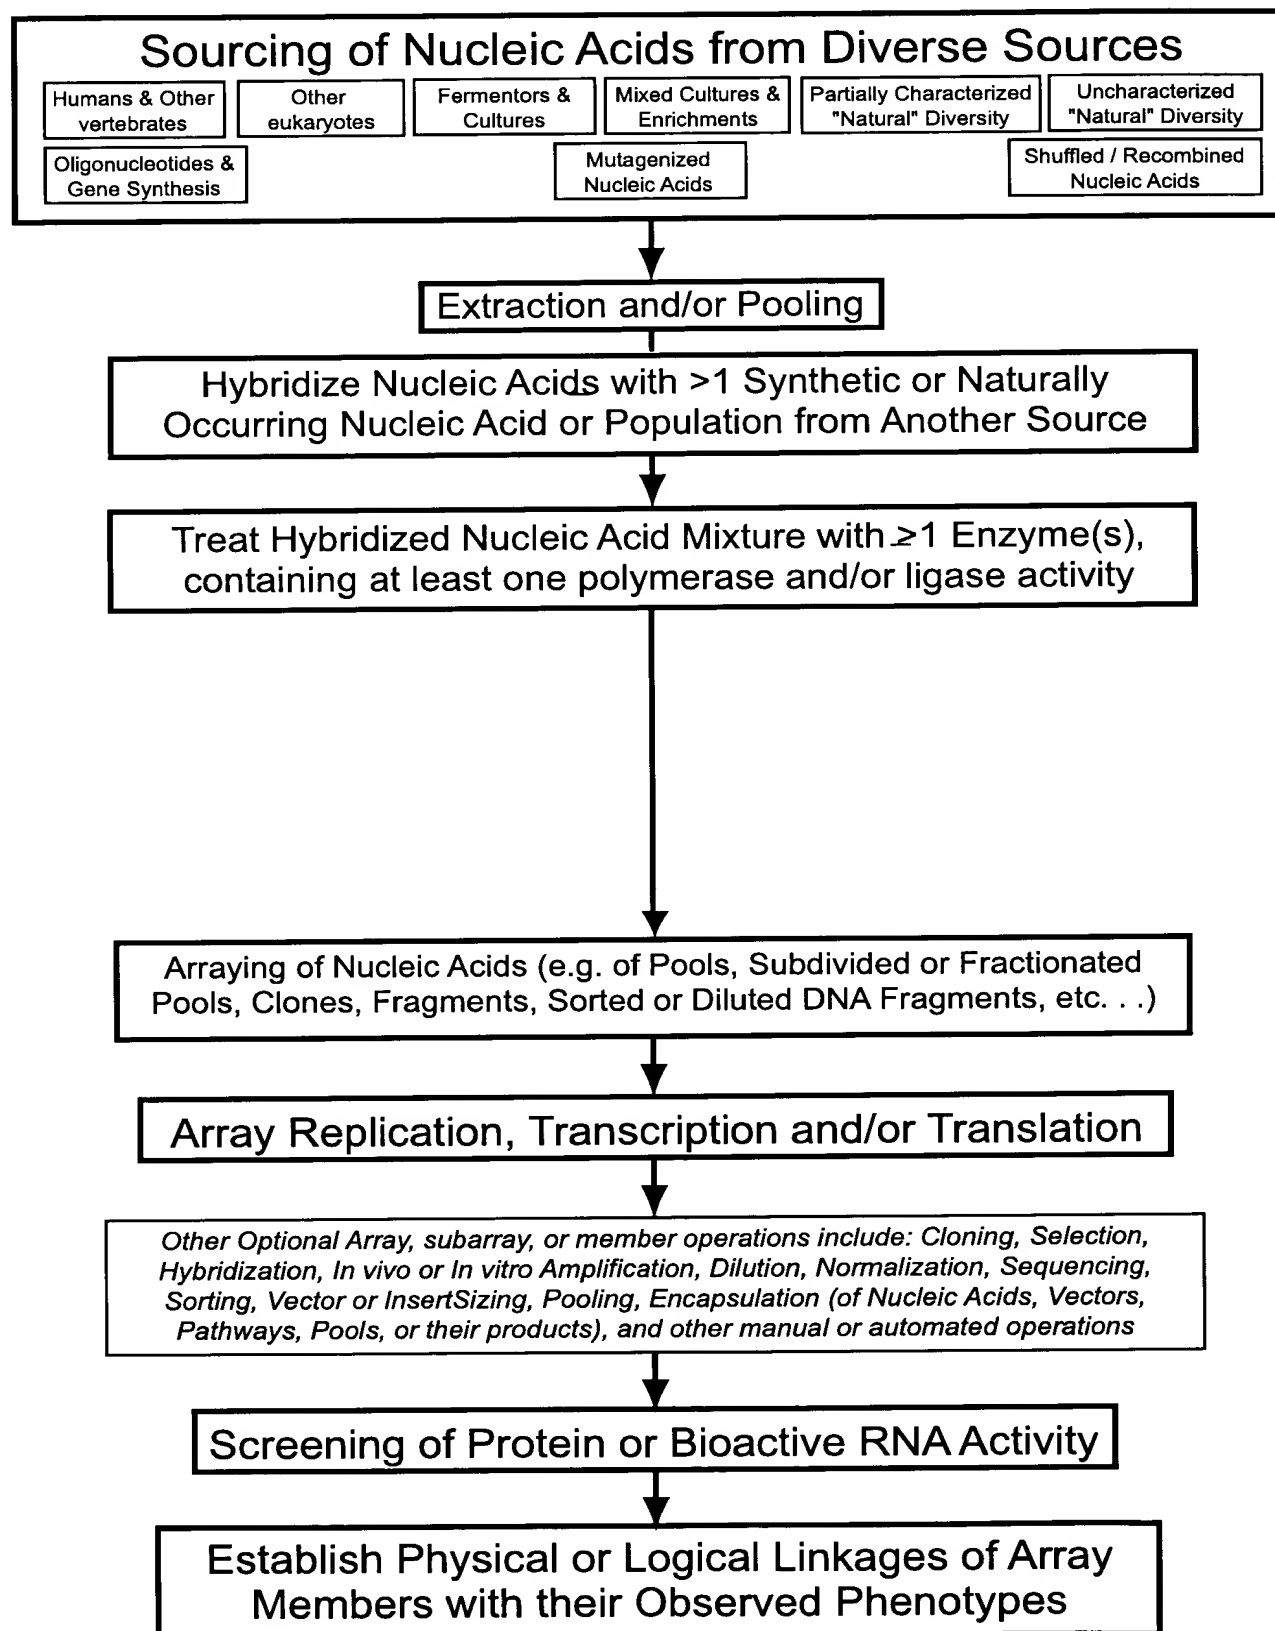 Sourcing of Nucleic Acids from Diverse Sources
Humans & Other
vertebrates
Other
eukaryotes
Fermentors &
Cultures
Mixed Cultures &
Enrichments
Partially Characterized
"Natural" Diversity
Uncharacterized
"Natural" Diversity
Oligonucleotides &
Gene Synthesis
Mutagenized
Nucleic Acids
Shuffled / Recombined
Nucleic Acids
Extraction and/or Pooling
Hybridize Nucleic Acids with >1 Synthetic or Naturally
Occurring Nucleic Acid or Population from Another Source
Treat Hybridized Nucleic Acid Mixture with ≥1 Enzyme(s),
containing at least one polymerase and/or ligase activity
Arraying of Nucleic Acids (e.g. of Pools, Subdivided or Fractionated
Pools, Clones, Fragments, Sorted or Diluted DNA Fragments, etc. . .)
Array Replication, Transcription and/or Translation
Other Optional Array, subarray, or member operations include: Cloning, Selection,
Hybridization, In vivo or In vitro Amplification, Dilution, Normalization, Sequencing,
Sorting, Vector or InsertSizing, Pooling, Encapsulation (of Nucleic Acids, Vectors,
Pathways, Pools, or their products), and other manual or automated operations
Screening of Protein or Bioactive RNA Activity
Establish Physical or Logical Linkages of Array
Members with their Observed Phenotypes